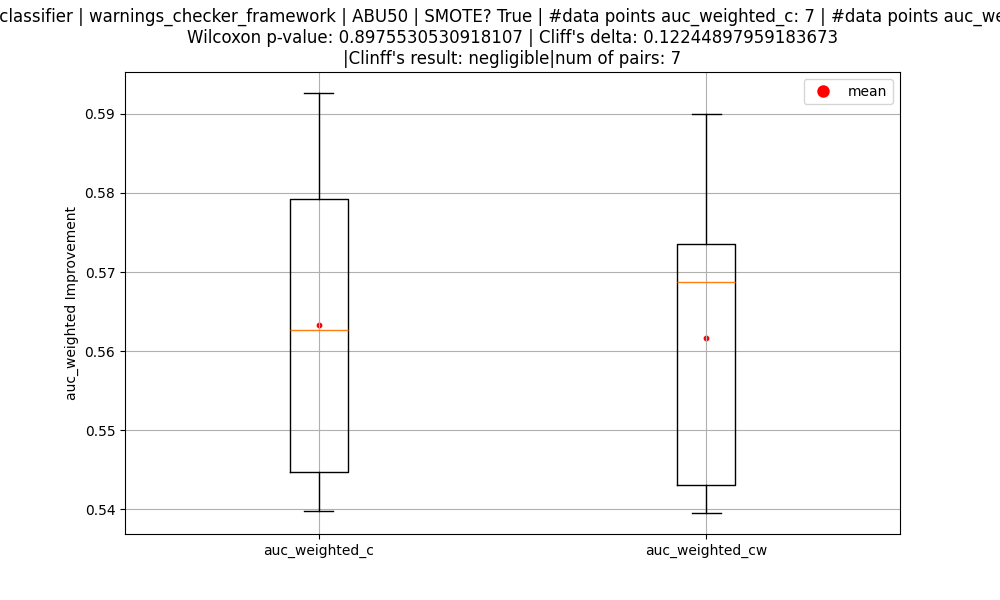 classifier | warnings_checker_framework | ABU50 | SMOTE? True | #data points auc_weighted_c: 7 | #data points
Wilcoxon p-value: 0.8975530530918107 | Cliff's delta: 0.12244897959183673
|Clinff's result: negligible|num of pairs: 7
mean
0.59
0.58
0.57
0.56
0.55
0.54
auc_weighted Improvement
auc_weighted_c
auc_weighted_cw